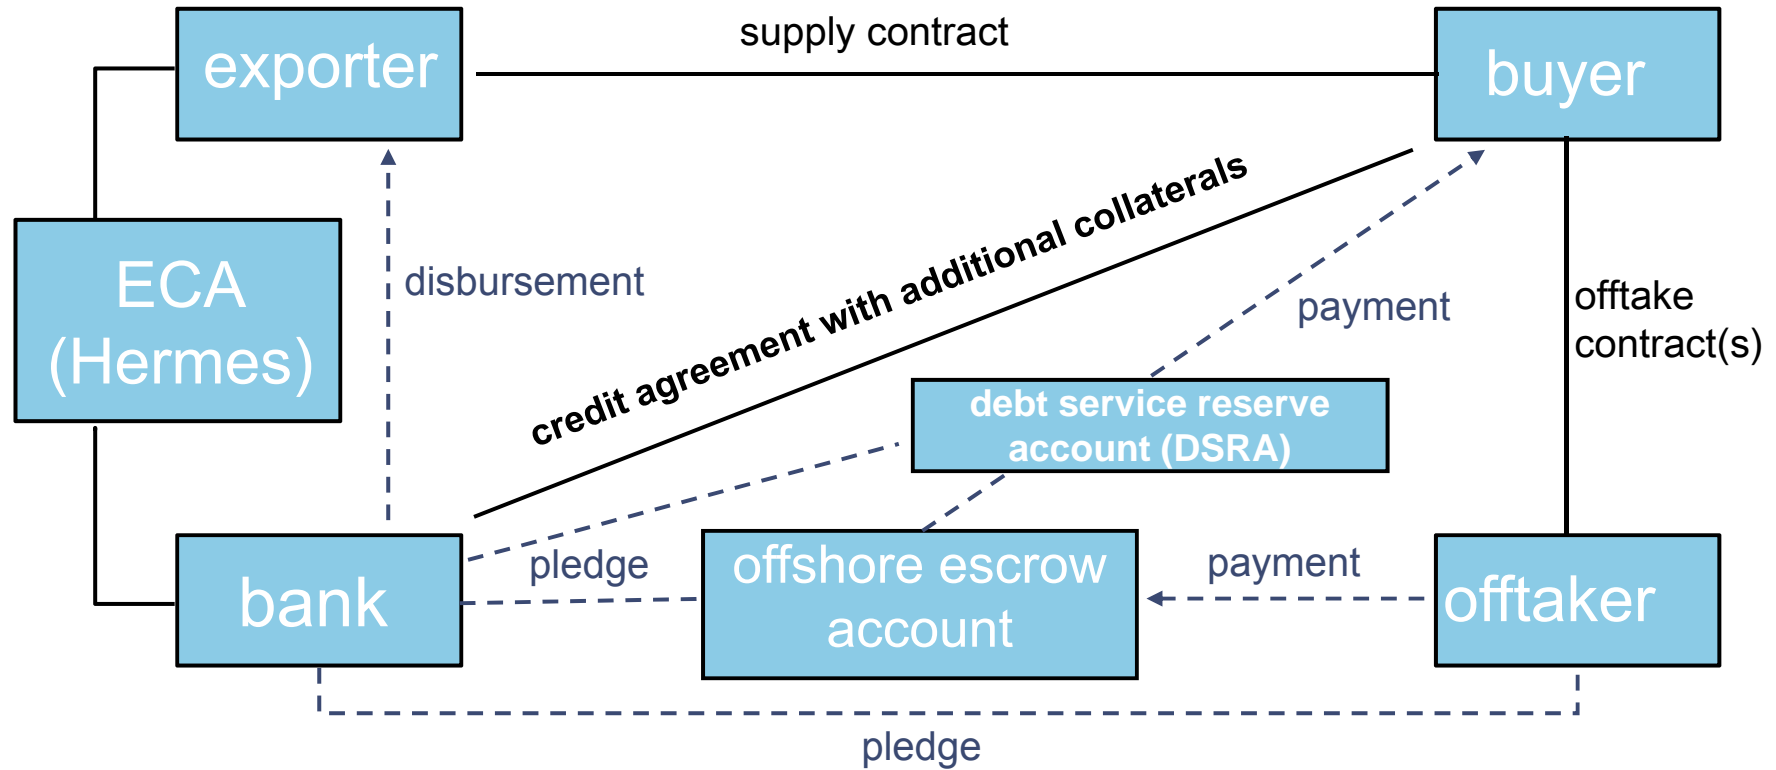 supply contract
exporter
buyer
credit agreement with additional collaterals
ECA
(Hermes)
disbursement
payment
offtake
contract(s)
debt service reserve
account (DSRA)
bank
pledge
offshore escrow
account
payment
offtaker
pledge